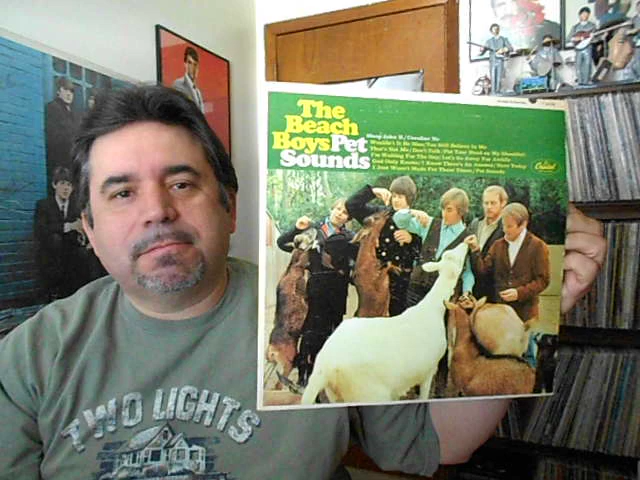 The
Beach
Boys Pet
Sounds
Sloop John B./Caroline No
Wouldn't It Be Nice/You Still Believe In Me
That's Not Me/Don't Talk (Put Your Head on My Shoulder)
I'm Waiting For The Day/Let's Go Away For Awhile
God Only Knows/I Know There's An Answer/Here Today
I Just Wasn't Made For These Times/Pet Sounds
Capitol
TWO LIGHTS